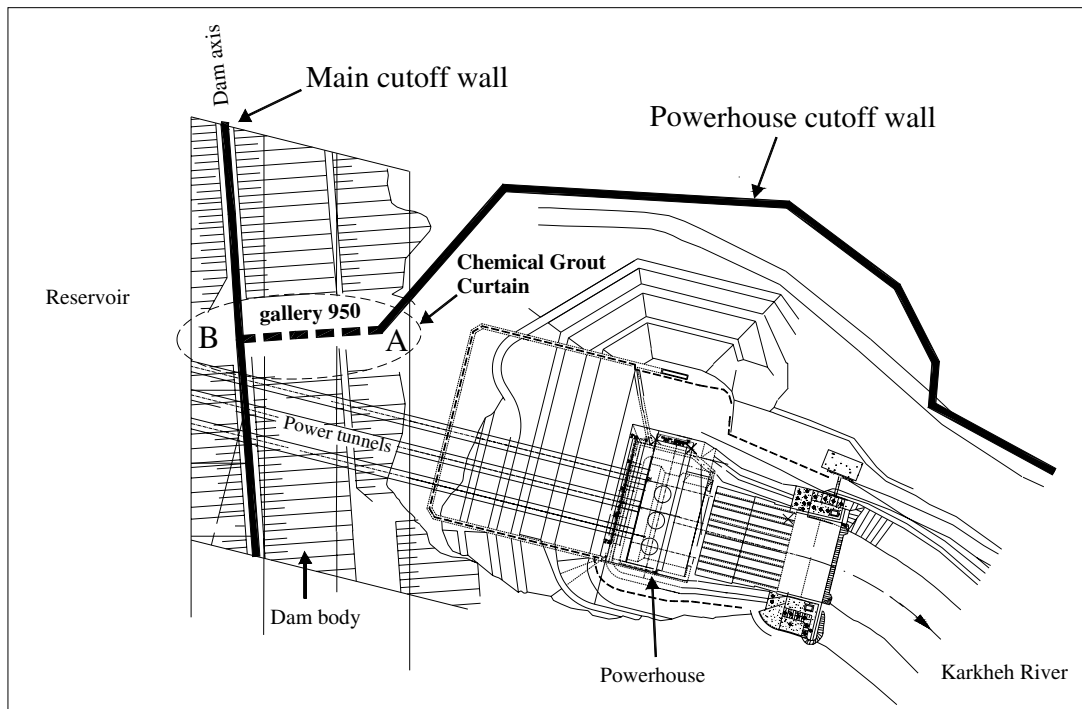 Dam axis
Main cutoff wall
Powerhouse cutoff wall
Chemical Grout
Curtain
Reservoir
gallery 950
B
A
Power tunnels
Dam body
Powerhouse
Karkheh River